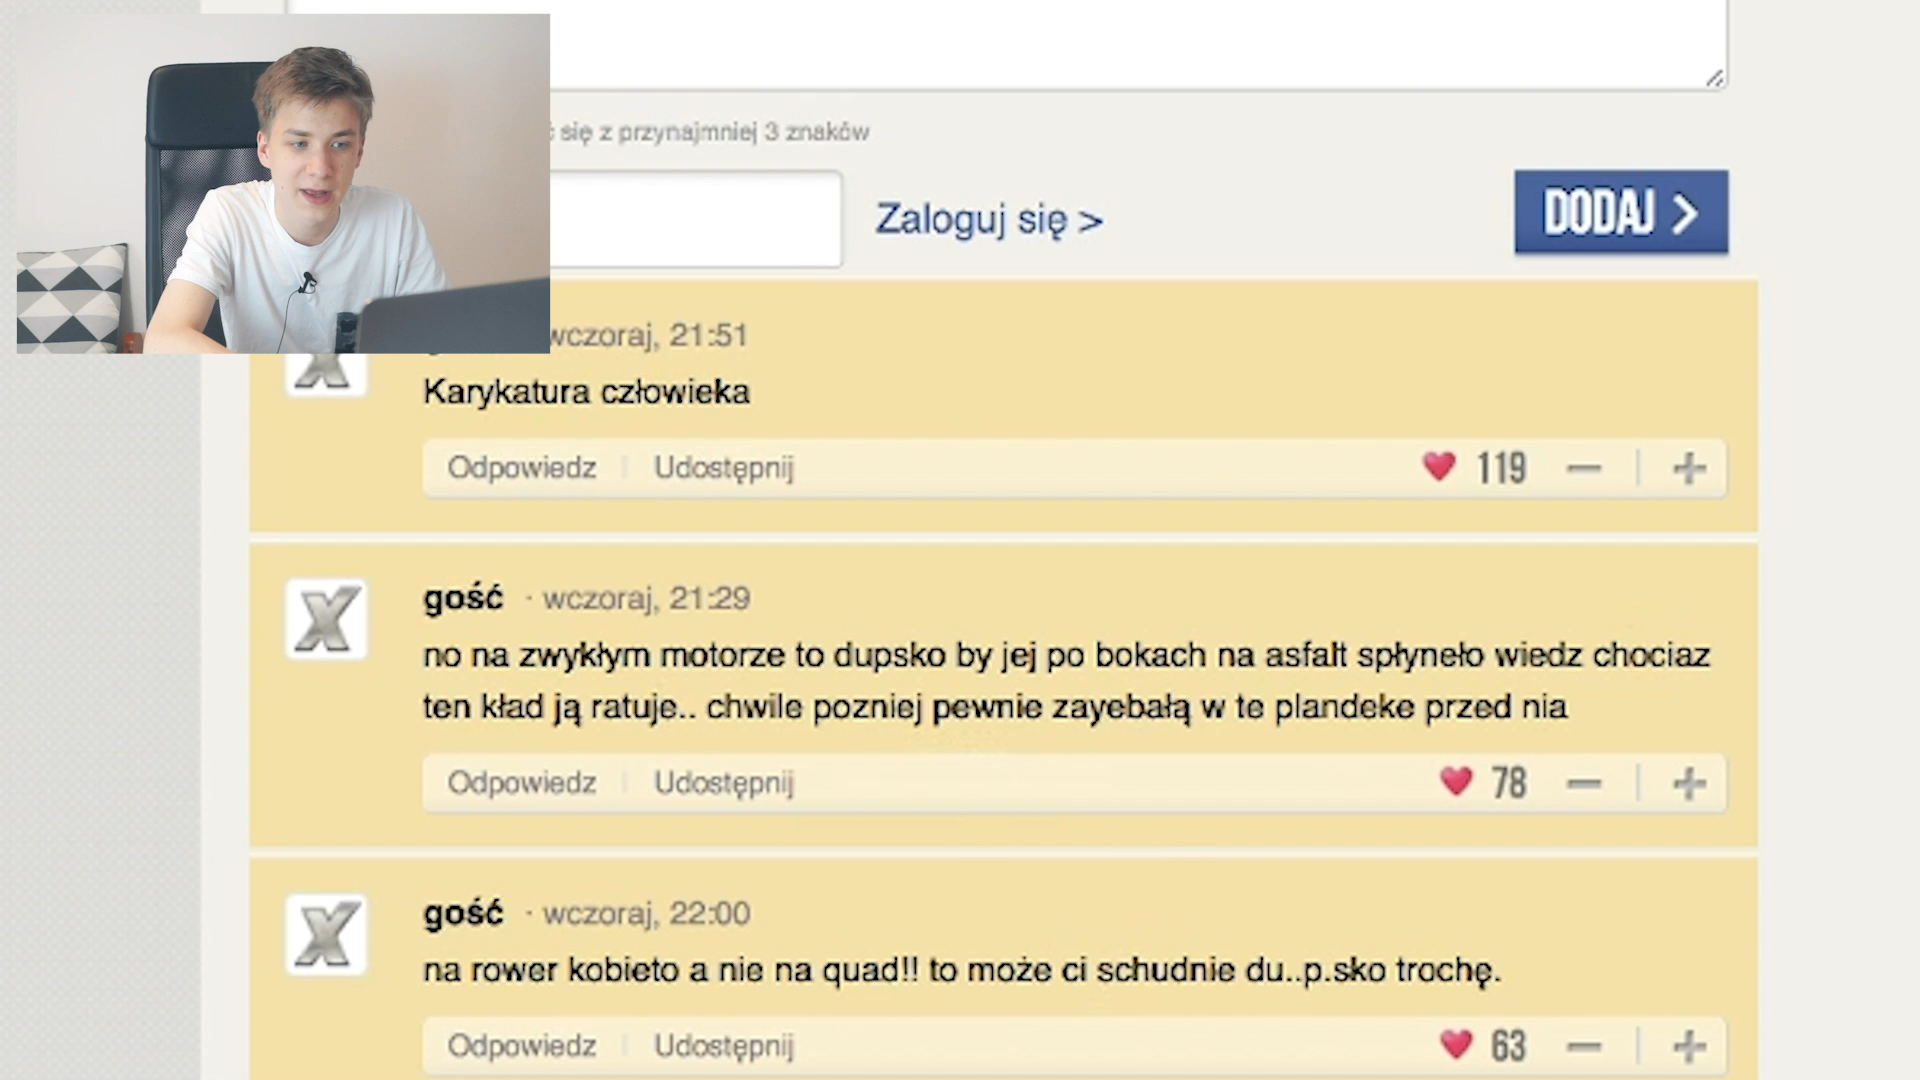 się z przynajmniej 3 znaków
Zaloguj się >
DODAJ >
wczoraj, 21:51
Karykatura człowieka
Odpowiedz | Udostępnij 119 − | +
gość · wczoraj, 21:29
no na zwykłym motorze to dupsko by jej po bokach na asfalt spłyneło wiedz chociaz
ten kład ją ratuje.. chwile pozniej pewnie zayebałą w te plandeke przed nia
Odpowiedz | Udostępnij 78 − | +
gość · wczoraj, 22:00
na rower kobieto a nie na quad!! to może ci schudnie du..p.sko trochę.
Odpowiedz | Udostępnij 63 − | +